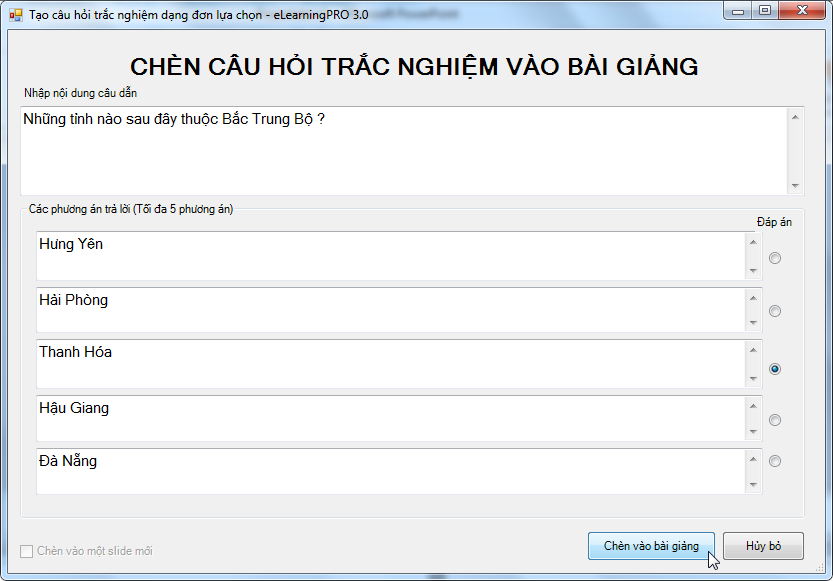 Tạo câu hỏi trắc nghiệm dạng đơn lựa chọn - eLearningPRO 3.0
CHÈN CÂU HỎI TRẮC NGHIỆM VÀO BÀI GIẢNG
Nhập nội dung câu dẫn
Những tỉnh nào sau đây thuộc Bắc Trung Bộ ?
Các phương án trả lời (Tối đa 5 phương án)
Đáp án
Hưng Yên
Hải Phòng
Thanh Hóa
Hậu Giang
Đà Nẵng
Chèn vào một slide mới
Chèn vào bài giảng
Hủy bỏ